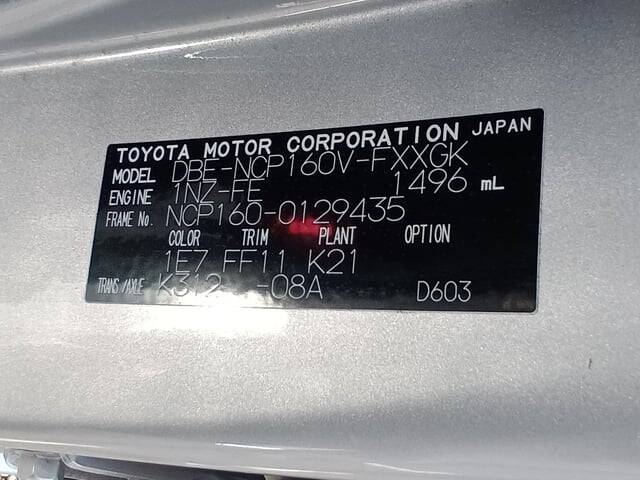 TOYOTA MOTOR CORPORATION JAPAN
MODEL DBE-NCP160V-FXXGK
ENGINE 1NZ-FE 1496 mL
FRAME No. NCP160-0129435
COLOR TRIM PLANT OPTION
1E7 FF11 K21
TRANS/AXLE K312 -08A D603